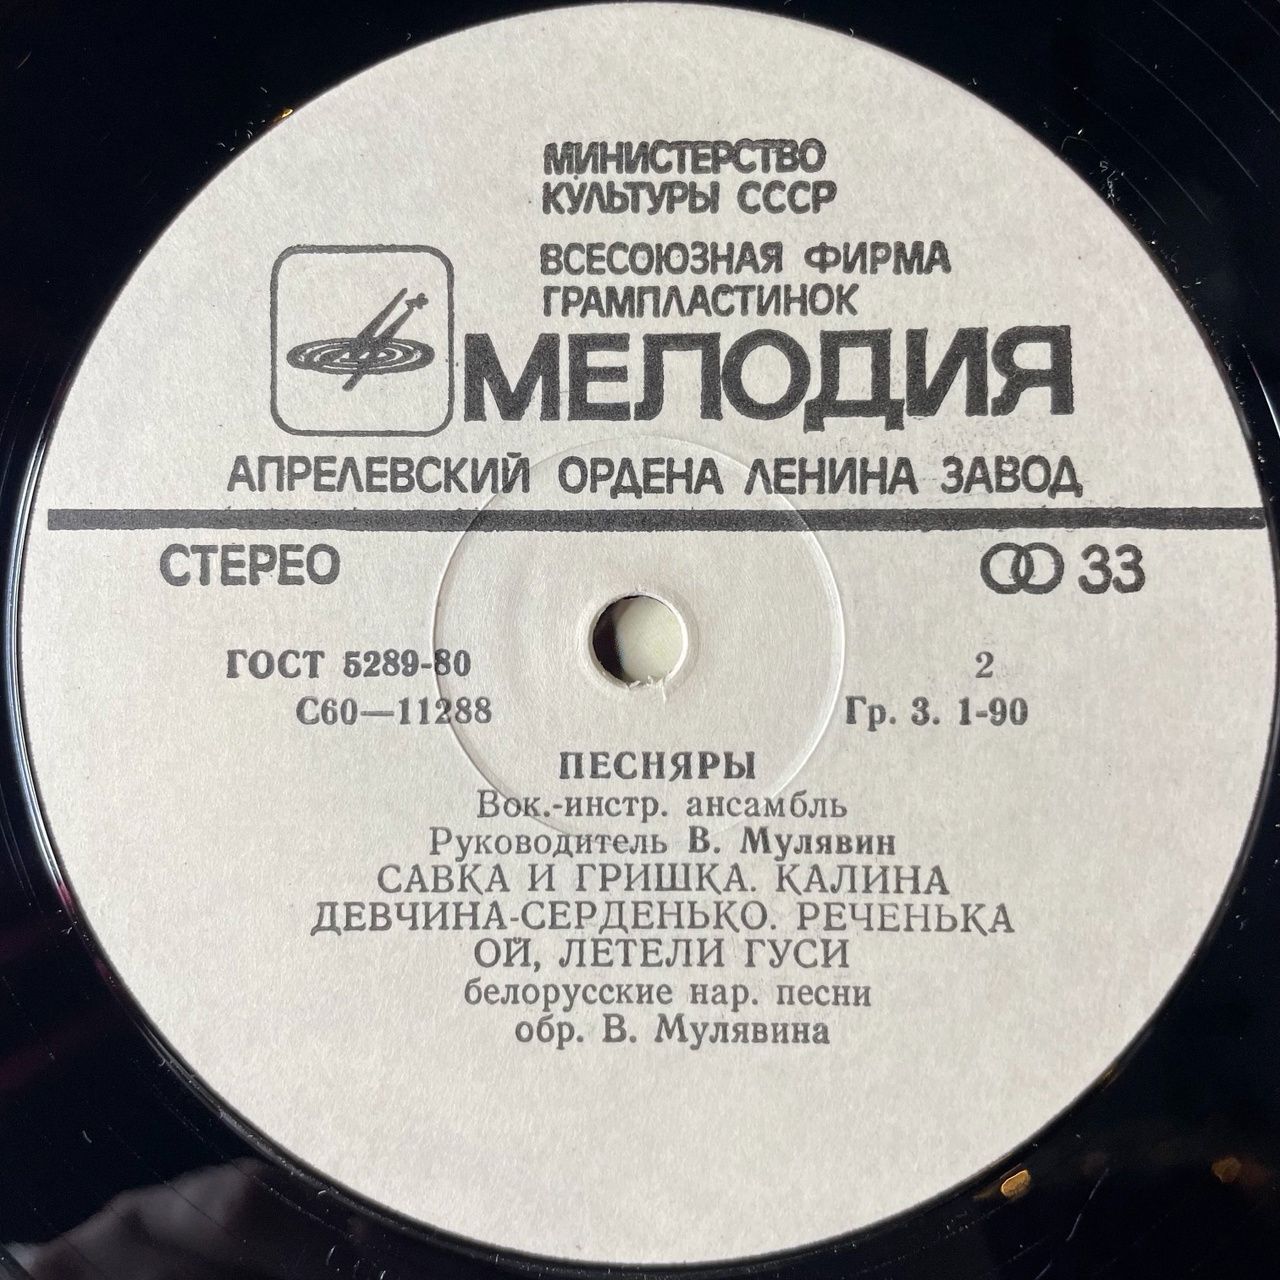 МИНИСТЕРСТВО
КУЛЬТУРЫ СССР
ВСЕСОЮЗНАЯ ФИРМА
ГРАМПЛАСТИНОК
МЕЛОДИЯ
АПРЕЛЕВСКИЙ ОРДЕНА ЛЕНИНА ЗАВОД
СТЕРЕО 33
ГОСТ 5289-80 2
С60—11288 Гр. 3. 1-90
ПЕСНЯРЫ
Вок.-инстр. ансамбль
Руководитель В. Мулявин
САВКА И ГРИШКА. КАЛИНА
ДЕВЧИНА-СЕРДЕНЬКО. РЕЧЕНЬКА
ОЙ, ЛЕТЕЛИ ГУСИ
белорусские нар. песни
обр. В. Мулявина